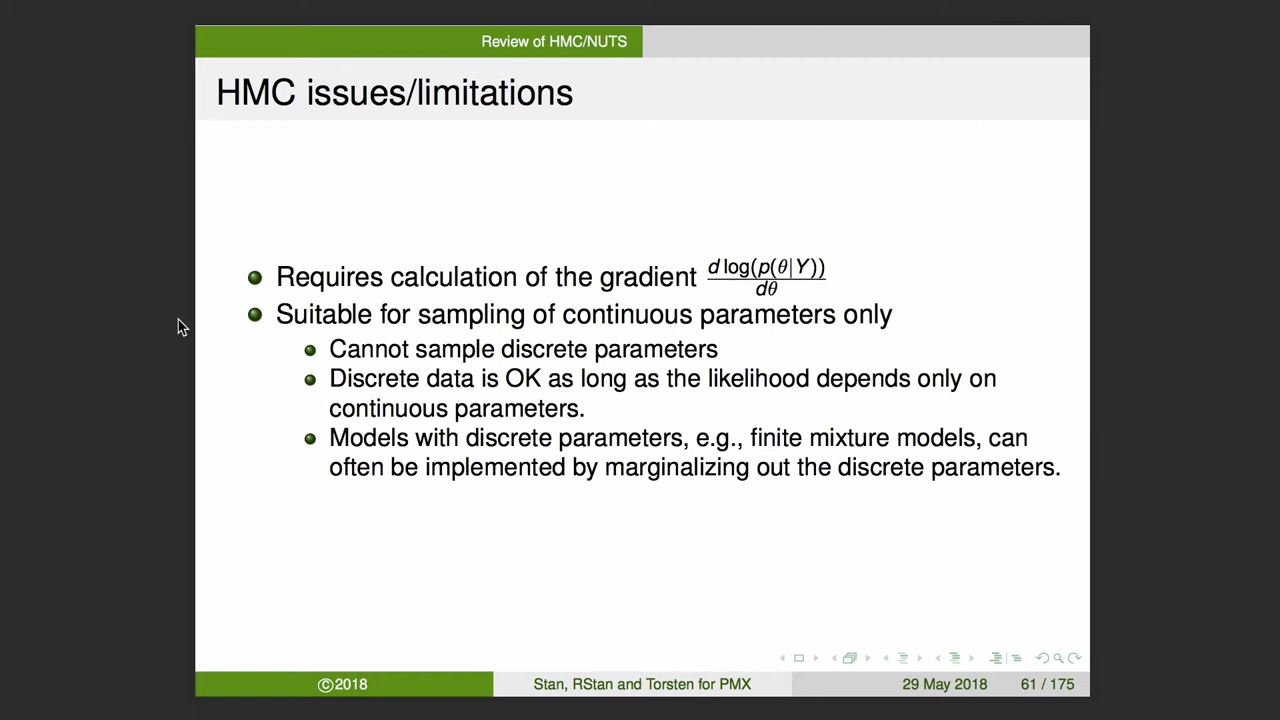 Review of HMC/NUTS
HMC issues/limitations
Requires calculation of the gradient d log(p(θ|Y)) / dθ
Suitable for sampling of continuous parameters only
Cannot sample discrete parameters
Discrete data is OK as long as the likelihood depends only on
continuous parameters.
Models with discrete parameters, e.g., finite mixture models, can
often be implemented by marginalizing out the discrete parameters.
©2018 Stan, RStan and Torsten for PMX 29 May 2018 61 / 175